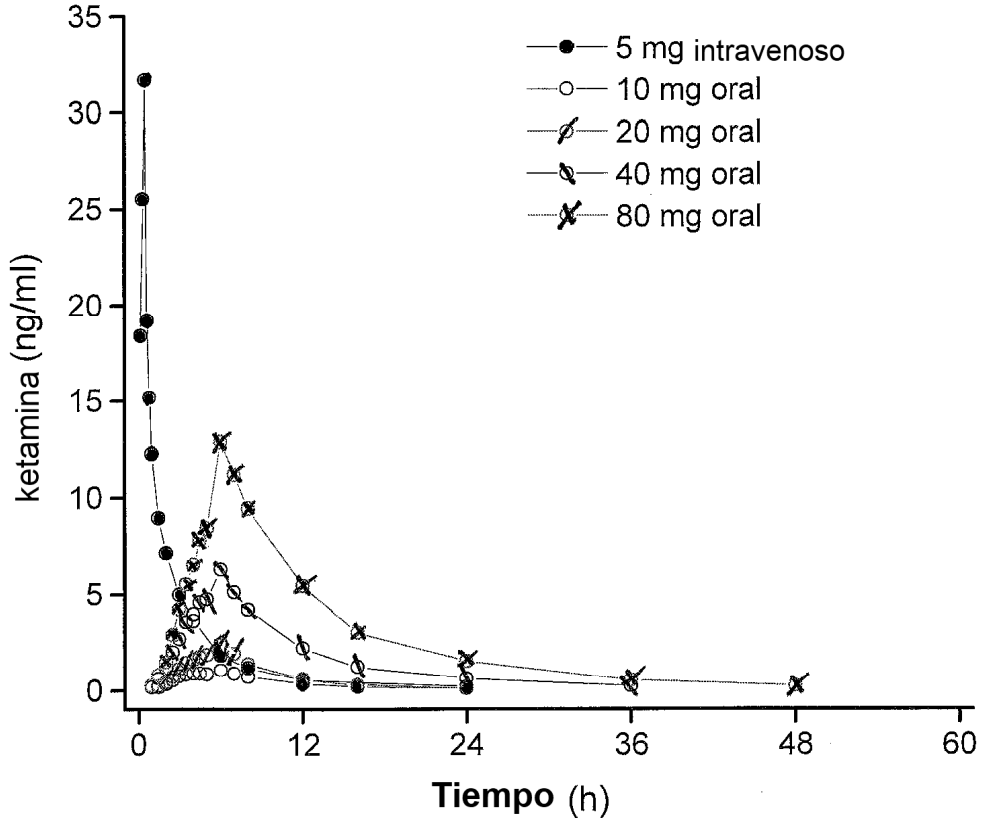 35
30
25
20
15
10
5
0
ketamina (ng/ml)
5 mg intravenoso
10 mg oral
20 mg oral
40 mg oral
80 mg oral
0 12 24 36 48 60
Tiempo (h)